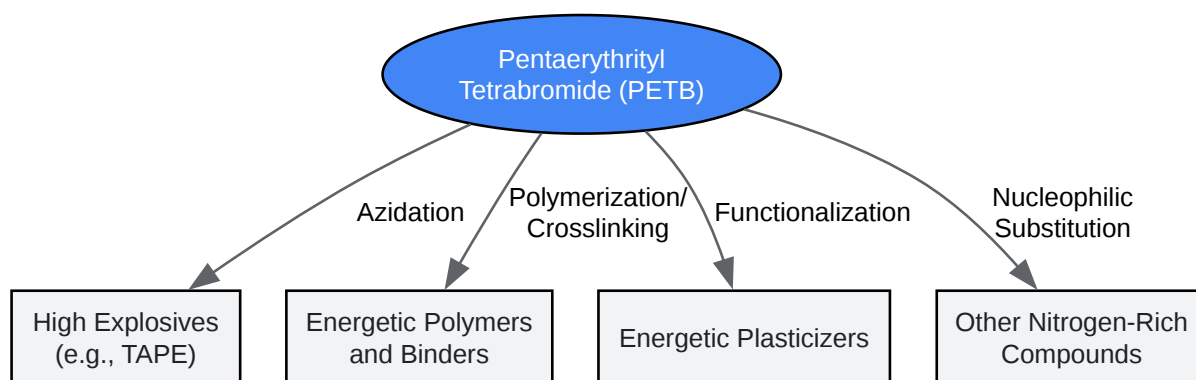 Pentaerythrityl
Tetrabromide (PETB)
Azidation
Polymerization/
Crosslinking
Functionalization
Nucleophilic
Substitution
High Explosives
(e.g., TAPE)
Energetic Polymers
and Binders
Energetic Plasticizers
Other Nitrogen-Rich
Compounds